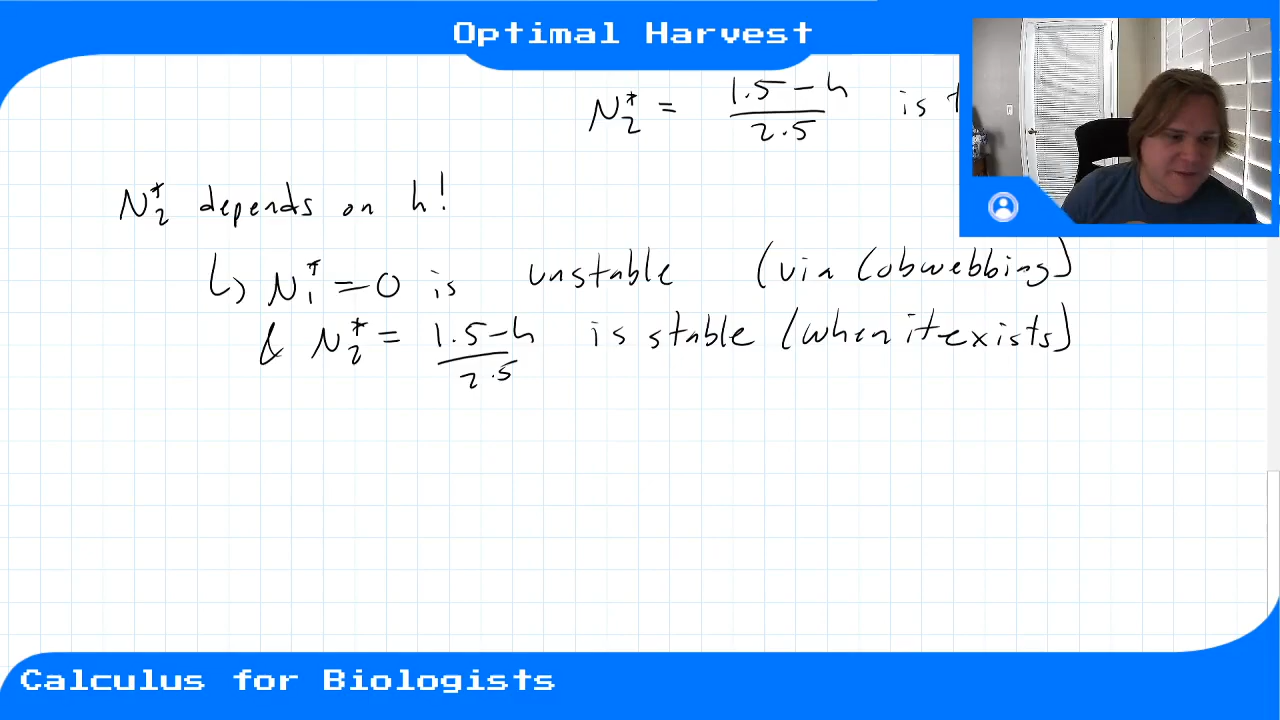 Optimal Harvest
N₂* = (1.5 - h)/2.5 is
N₂* depends on h!
↳ N₁* = 0 is unstable (via Cobwebbing)
& N₂* = (1.5 - h)/2.5 is stable (when it exists)
Calculus for Biologists